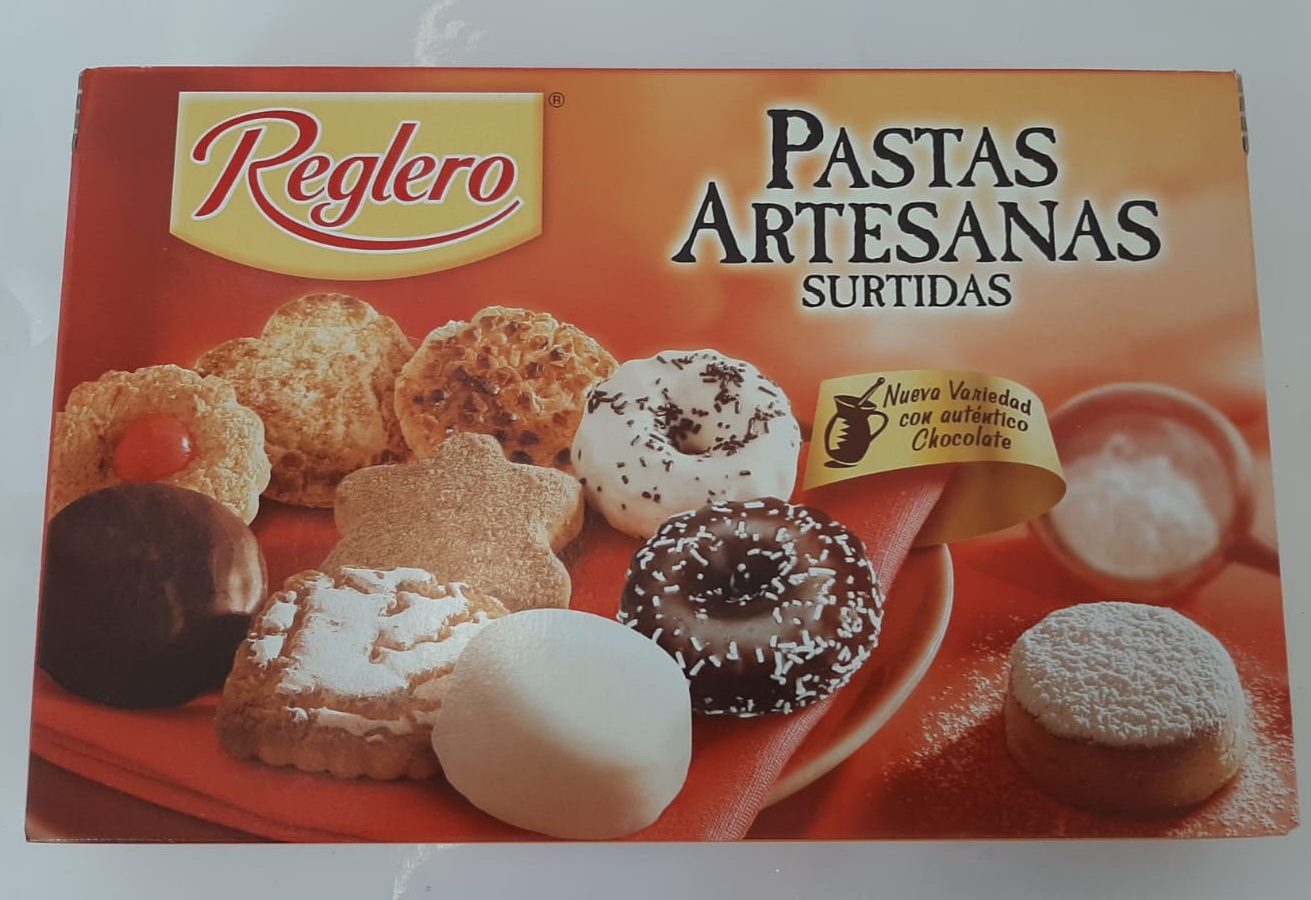 Reglero ®
PASTAS
ARTESANAS
SURTIDAS
Nueva Variedad
con auténtico
Chocolate